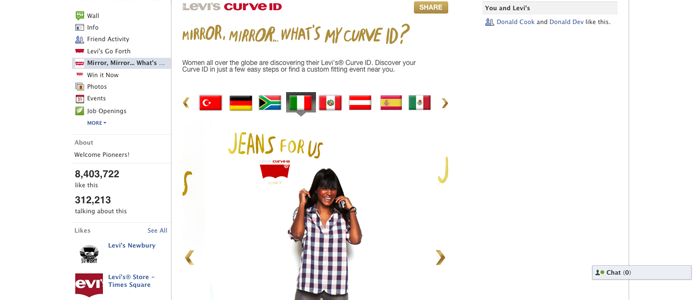 Wall
Info
Friend Activity
Levi's Go Forth
Mirror, Mirror... What's ...
Win it Now
Photos
Events
Job Openings
MORE
About
Welcome Pioneers!
8,403,722
like this
312,213
talking about this
Likes See All
Levi's Newbury
Levi's® Store –
Times Square
LEVI'S CURVE ID
SHARE
MIRROR, MIRROR... WHAT'S MY CURVE ID?
Women all over the globe are discovering their Levi's® Curve ID. Discover your
Curve ID in just a few easy steps or find a custom fitting event near you.
JEANS FOR US
CURVE ID
You and Levi's
Donald Cook and Donald Dev like this.
Chat (0)